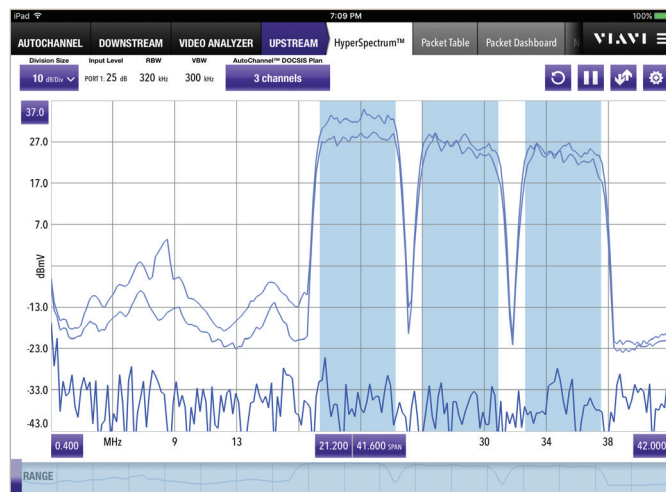 iPad 7:09 PM 100%
AUTOCHANNEL DOWNSTREAM VIDEO ANALYZER UPSTREAM HyperSpectrum™ Packet Table Packet Dashboard N VIAVI
Division Size Input Level RBW VBW AutoChannel™ DOCSIS Plan
10 dB/Div PORT 1: 25 dB 320 kHz 300 kHz 3 channels
37.0
27.0
17.0
7.0
dBmV
-13.0
-23.0
-33.0
-43.0
0.400 MHz 9 13 21.200 41.600 SPAN 30 34 38 42.000
RANGE